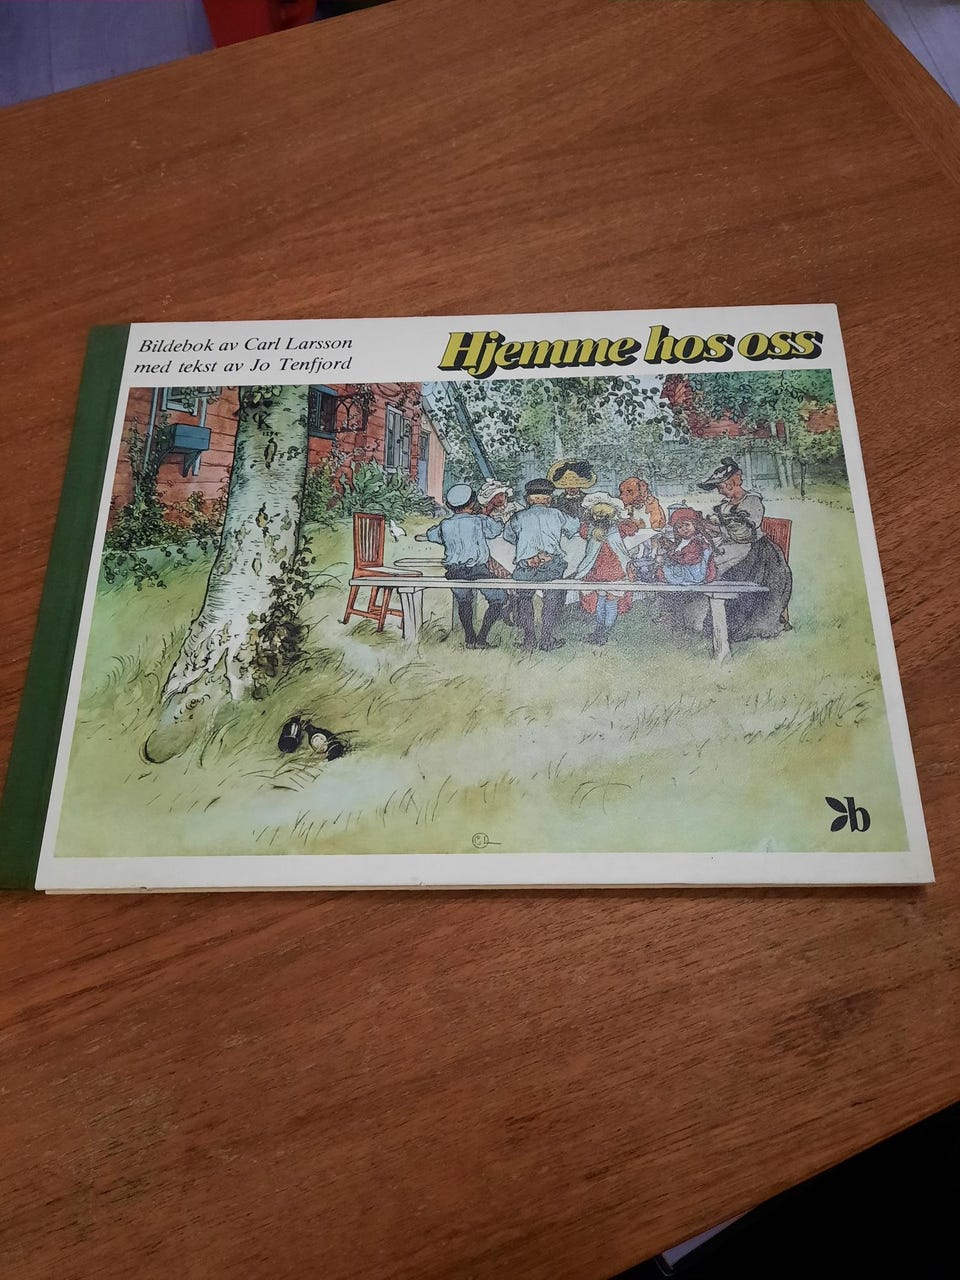 Bildebok av Carl Larsson
med tekst av Jo Tenfjord
Hjemme hos oss
b